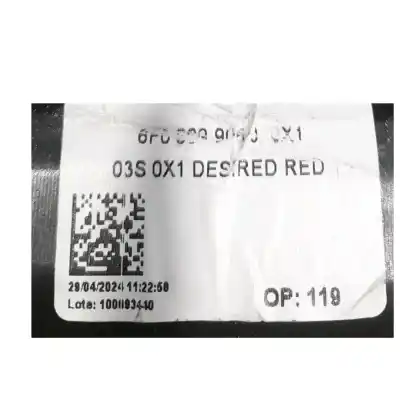 0X1
03S 0X1 DESIRED RED
29/04/2024 11:22:58
Lote:
OP: 119